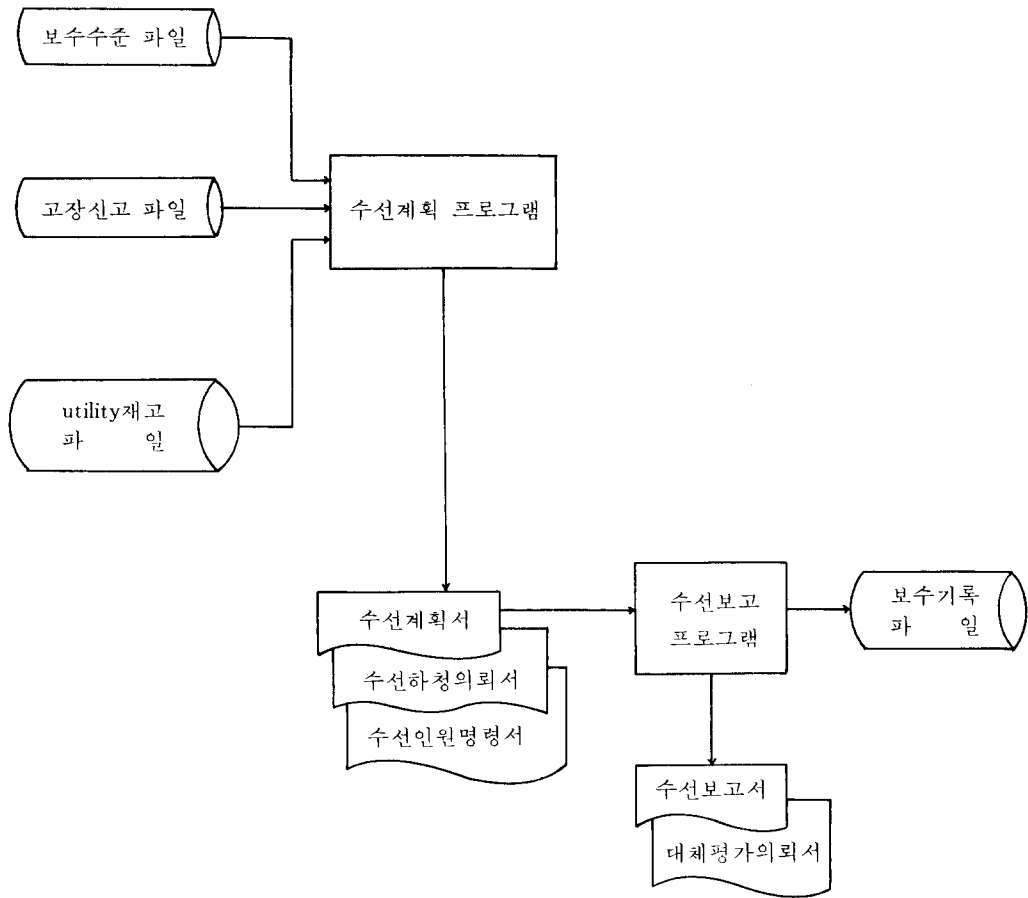 보수수준 파일
고장신고 파일
수선계획 프로그램
utility재고
파 일
수선계획서
수선하청의뢰서
수선인원명령서
수선보고
프로그램
보수기록
파 일
수선보고서
대체평가의뢰서